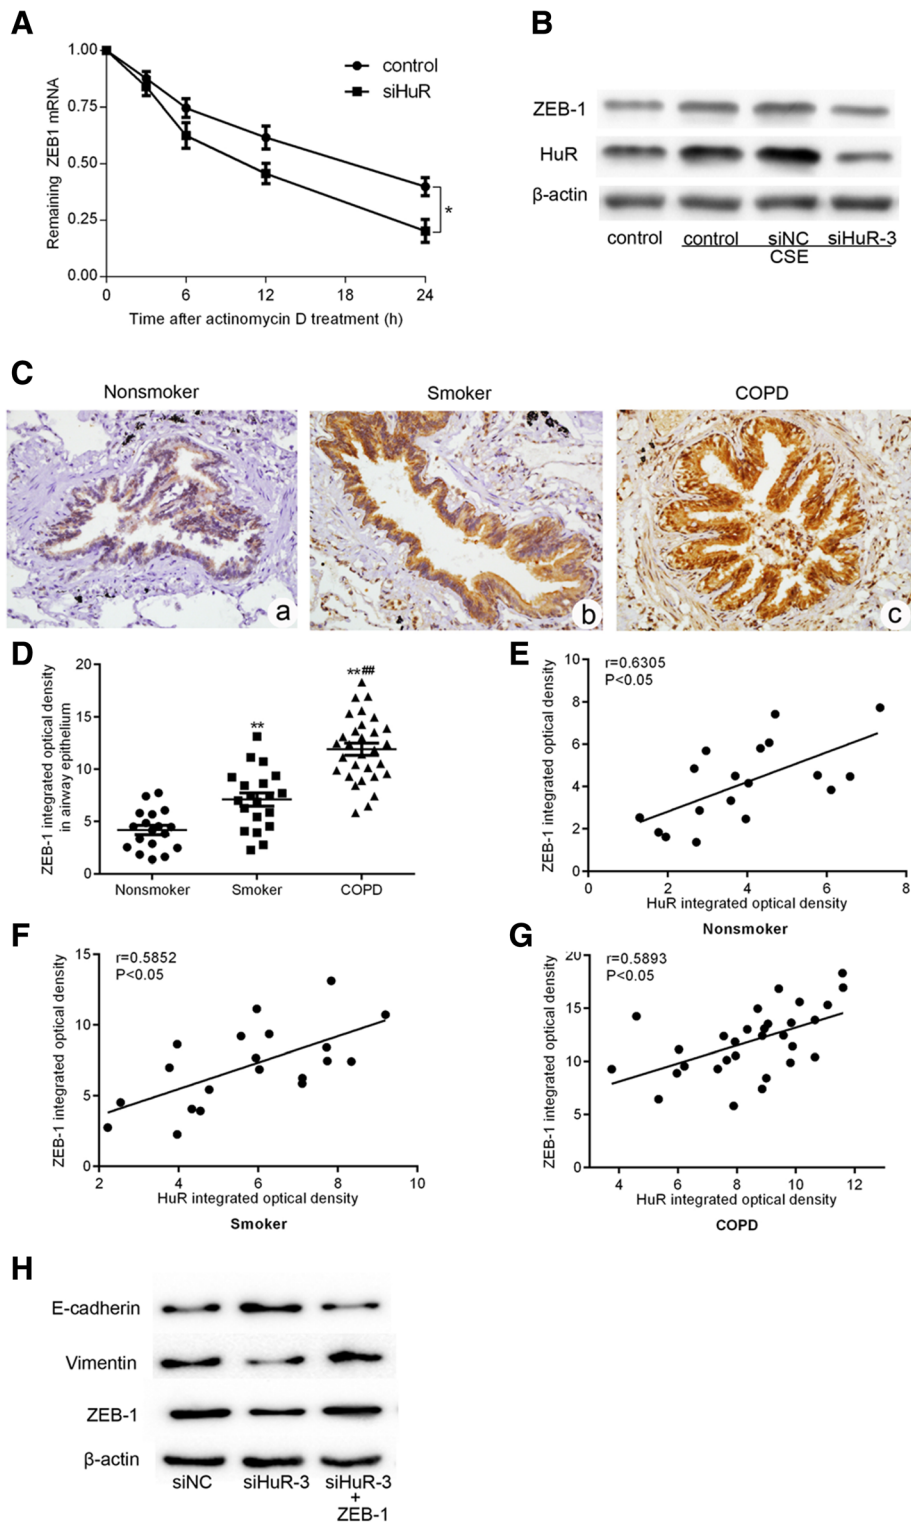 A
1.00
0.75
0.50
0.25
0.00
Remaining ZEB1 mRNA
control
siHuR
*
0 6 12 18 24
Time after actinomycin D treatment (h)
B
ZEB-1
HuR
β-actin
control control siNC siHuR-3
CSE
C
Nonsmoker Smoker COPD
a b c
D
ZEB-1 integrated optical density
in airway epithelium
20
15
10
5
0
** **##
Nonsmoker Smoker COPD
E
r=0.6305
P<0.05
ZEB-1 integrated optical density
10
8
6
4
2
0
0 2 4 6 8
HuR integrated optical density
Nonsmoker
F
r=0.5852
P<0.05
ZEB-1 integrated optical density
15
10
5
0
2 4 6 8 10
HuR integrated optical density
Smoker
G
r=0.5893
P<0.05
ZEB-1 integrated optical density
20
15
10
5
0
4 6 8 10 12
HuR integrated optical density
COPD
H
E-cadherin
Vimentin
ZEB-1
β-actin
siNC siHuR-3 siHuR-3
+
ZEB-1